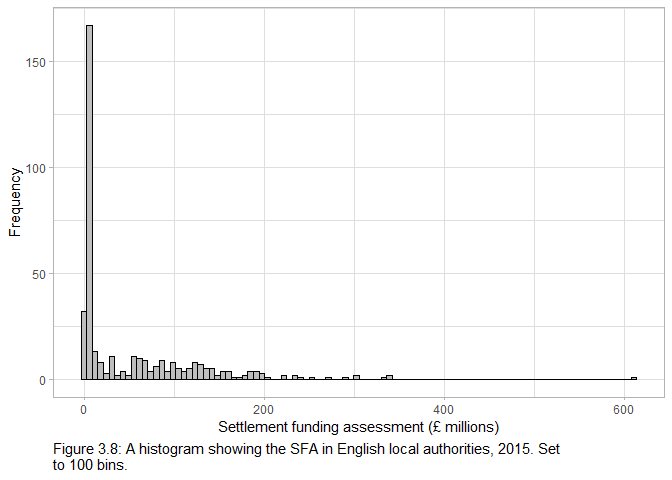 150
100
50
0
Frequency
0 200 400 600
Settlement funding assessment (£ millions)
Figure 3.8: A histogram showing the SFA in English local authorities, 2015. Set
to 100 bins.